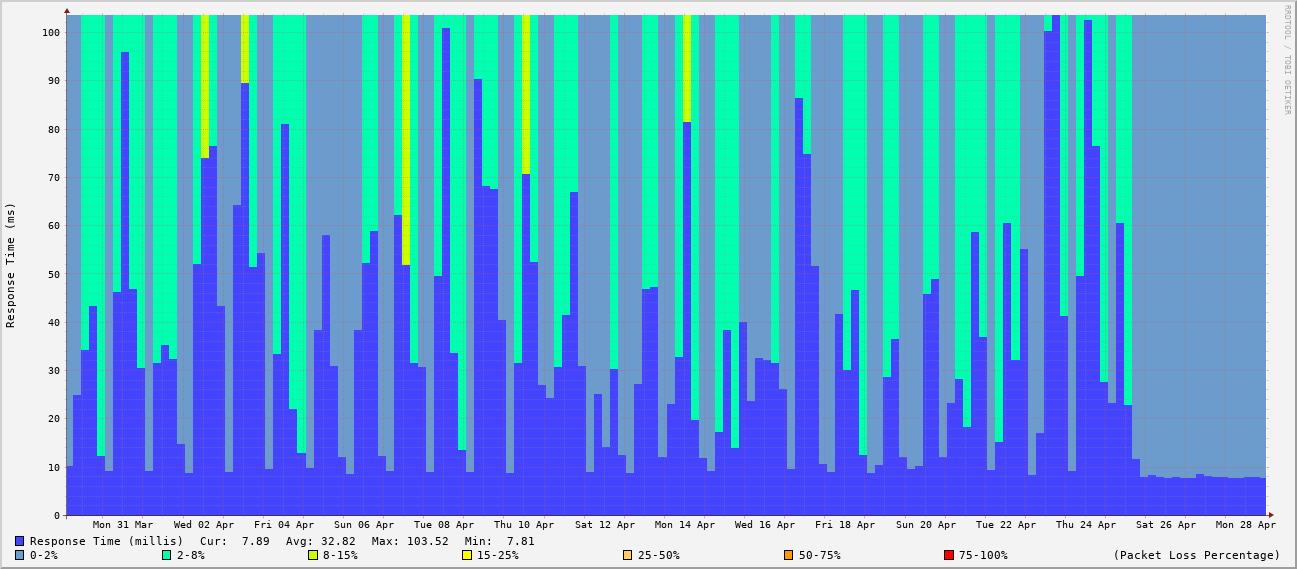 RRDTOOL / TOBI OETIKER
Response Time (ms)
100
90
80
70
60
50
40
30
20
10
0
Mon 31 Mar Wed 02 Apr Fri 04 Apr Sun 06 Apr Tue 08 Apr Thu 10 Apr Sat 12 Apr Mon 14 Apr Wed 16 Apr Fri 18 Apr Sun 20 Apr Tue 22 Apr Thu 24 Apr Sat 26 Apr Mon 28 Apr
Response Time (millis) Cur: 7.89 Avg: 32.82 Max: 103.52 Min: 7.81
0-2% 2-8% 8-15% 15-25% 25-50% 50-75% 75-100% (Packet Loss Percentage)